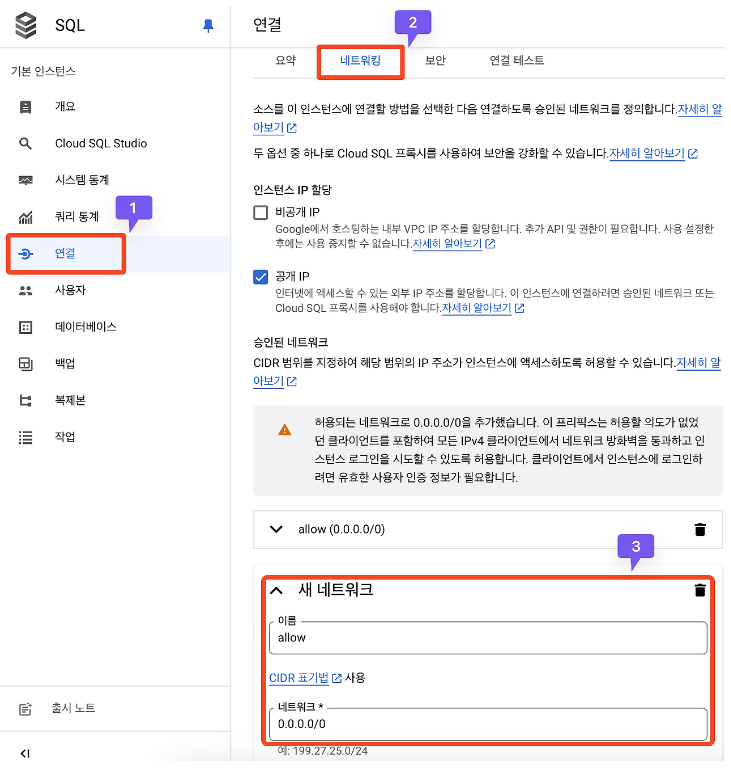 SQL
기본 인스턴스
개요
Cloud SQL Studio
시스템 통계
쿼리 통계
1
연결
사용자
데이터베이스
백업
복제본
작업
출시 노트
연결
2
요약 네트워킹 보안 연결 테스트
소스를 이 인스턴스에 연결할 방법을 선택한 다음 연결하도록 승인된 네트워크를 정의합니다.자세히 알
아보기
두 옵션 중 하나로 Cloud SQL 프록시를 사용하여 보안을 강화할 수 있습니다.자세히 알아보기
인스턴스 IP 할당
비공개 IP
Google에서 호스팅하는 내부 VPC IP 주소를 할당합니다. 추가 API 및 권한이 필요합니다. 사용 설정한
후에는 사용 중지할 수 없습니다.자세히 알아보기
공개 IP
인터넷에 액세스할 수 있는 외부 IP 주소를 할당합니다. 이 인스턴스에 연결하려면 승인된 네트워크 또는
Cloud SQL 프록시를 사용해야 합니다.자세히 알아보기
승인된 네트워크
CIDR 범위를 지정하여 해당 범위의 IP 주소가 인스턴스에 액세스하도록 허용할 수 있습니다.자세히 알
아보기
허용되는 네트워크로 0.0.0.0/0을 추가했습니다. 이 프리픽스는 허용할 의도가 없었
던 클라이언트를 포함하여 모든 IPv4 클라이언트에서 네트워크 방화벽을 통과하고 인
스턴스 로그인을 시도할 수 있도록 허용합니다. 클라이언트에서 인스턴스에 로그인하
려면 유효한 사용자 인증 정보가 필요합니다.
allow (0.0.0.0/0)
3
새 네트워크
이름
allow
CIDR 표기법 사용
네트워크 *
0.0.0.0/0
예: 199.27.25.0/24